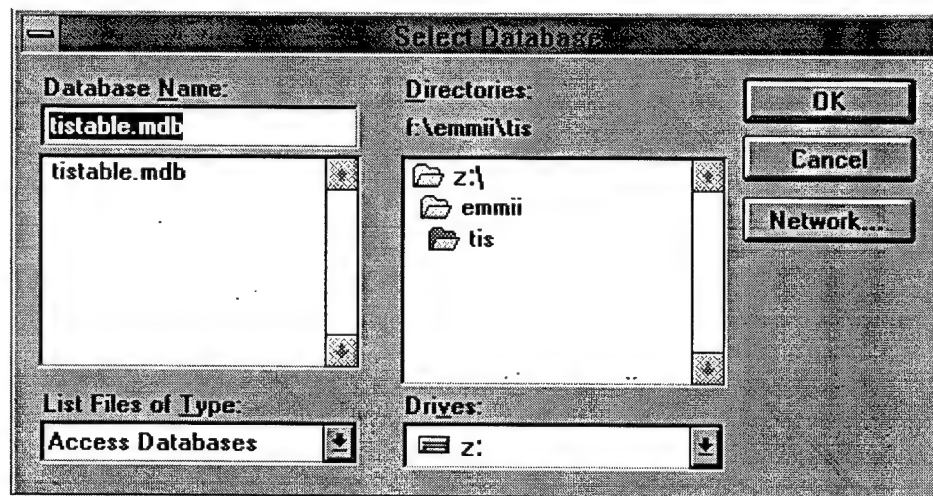 Select Database
Database Name:
tistable.mdb
tistable.mdb
List Files of Type:
Access Databases
Directories:
f:\emmii\tis
z:\
emmii
tis
Drives:
z:
OK
Cancel
Network....